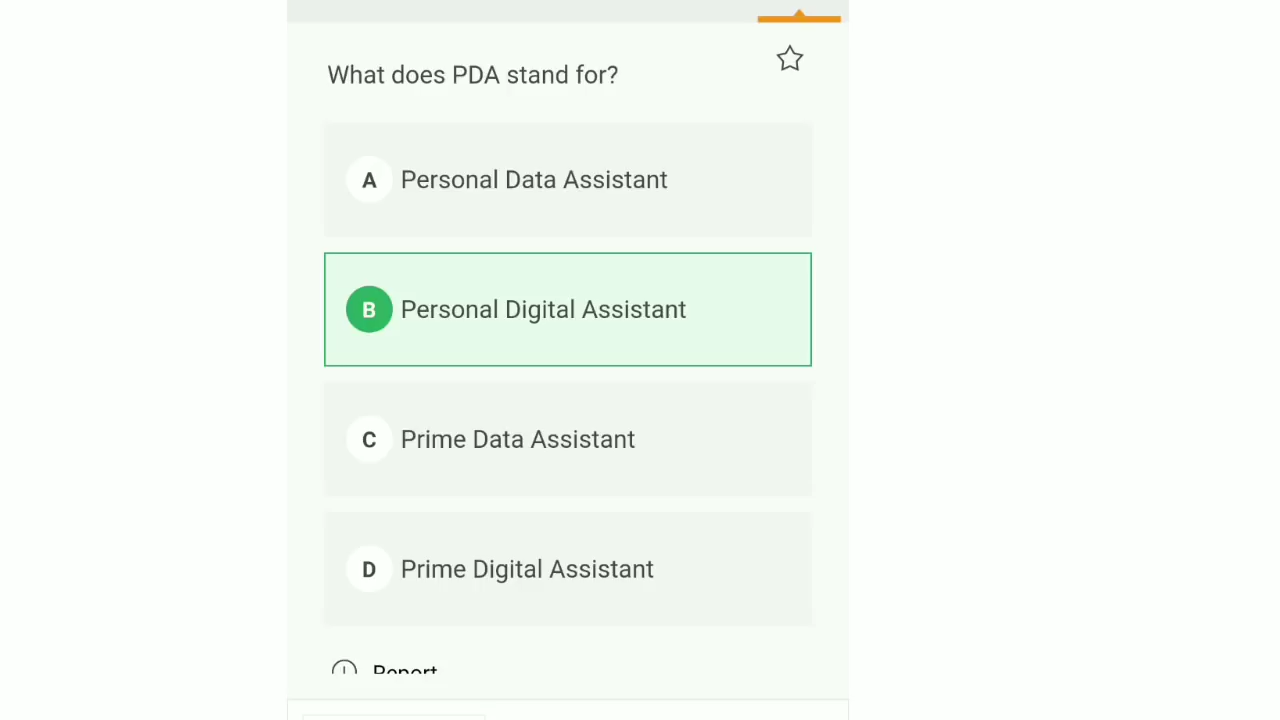 What does PDA stand for?
A Personal Data Assistant
B Personal Digital Assistant
C Prime Data Assistant
D Prime Digital Assistant
Report